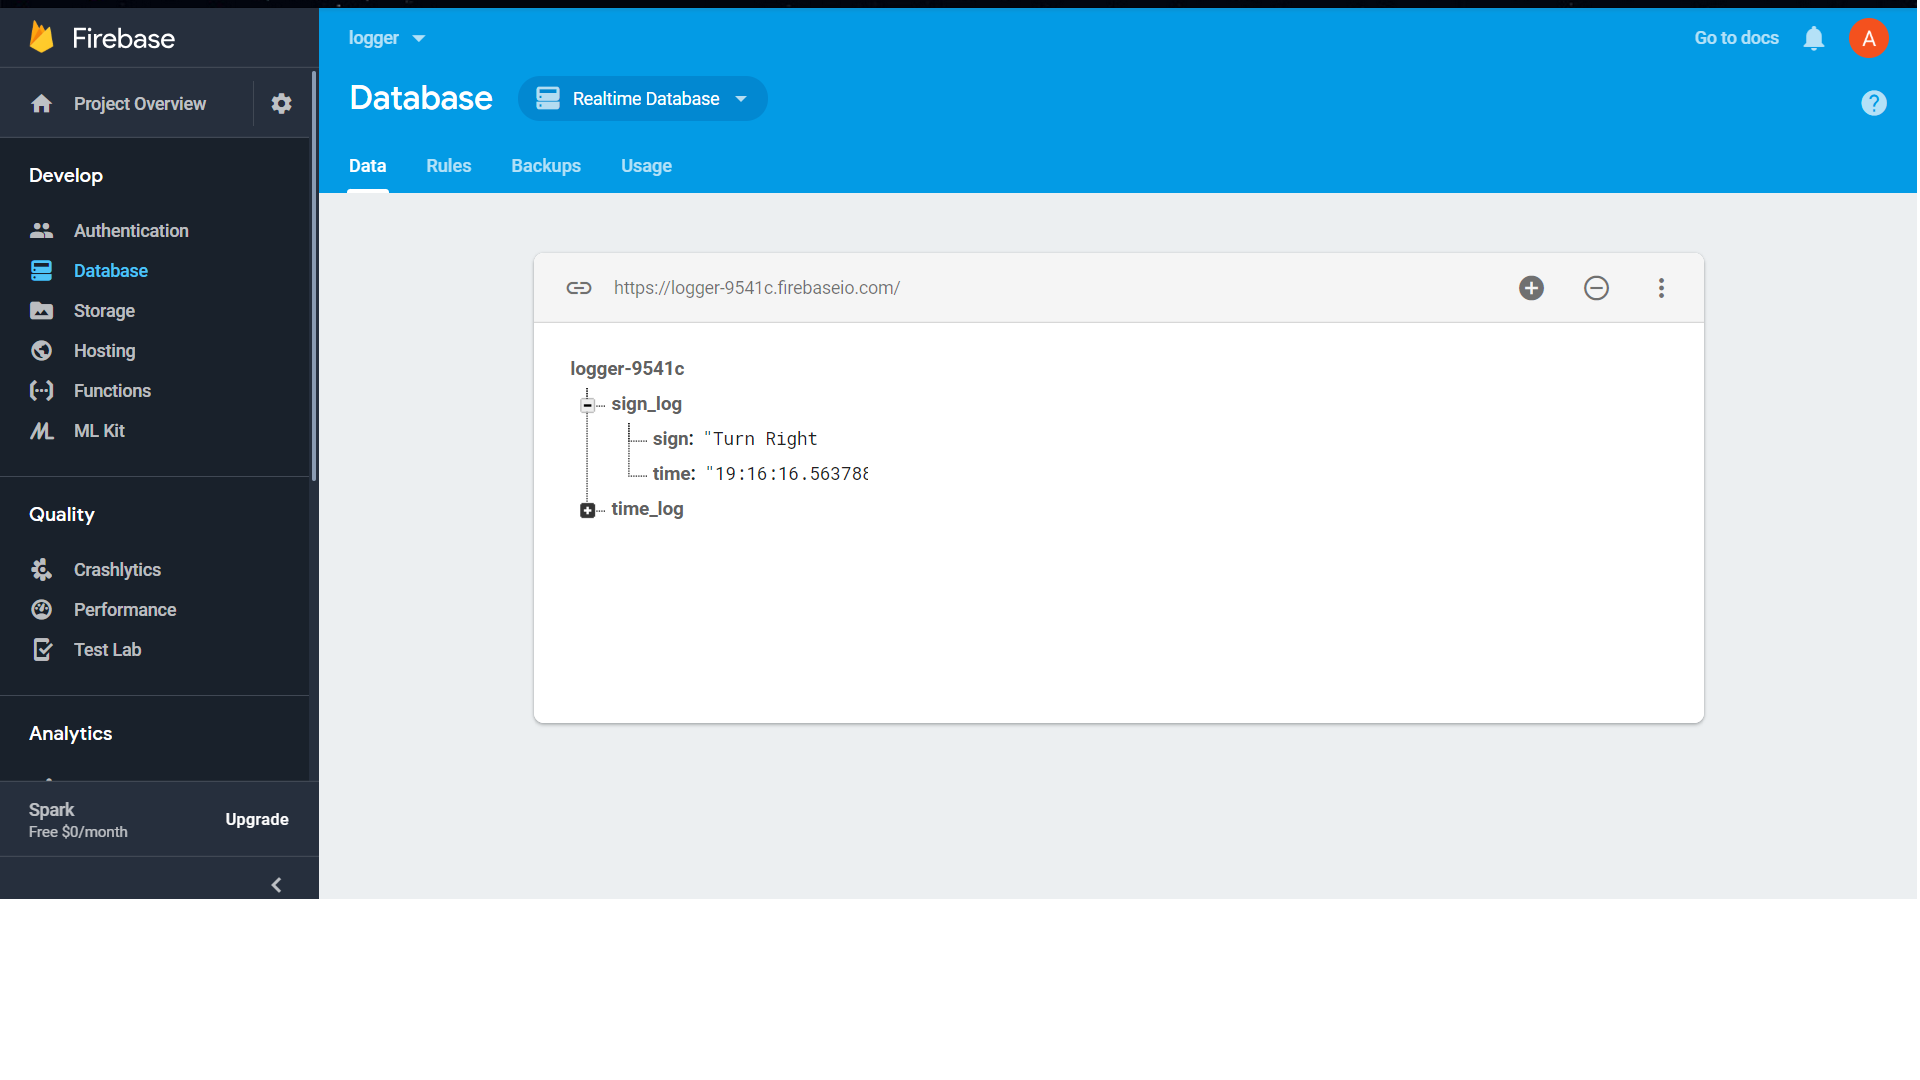 Firebase
Project Overview
Develop
Authentication
Database
Storage
Hosting
Functions
ML Kit
Quality
Crashlytics
Performance
Test Lab
Analytics
Spark
Free $0/month
Upgrade
logger
Go to docs
A
Database
Realtime Database
?
Data Rules Backups Usage
https://logger-9541c.firebaseio.com/
logger-9541c
sign_log
sign: "Turn Right
time: "19:16:16.563788
time_log